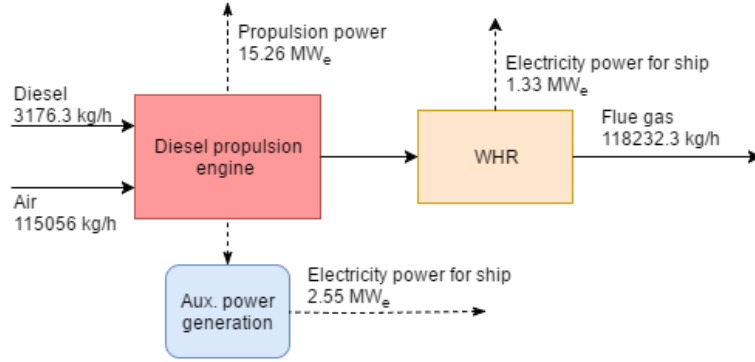 Propulsion power
15.26 MWe
Electricity power for ship
1.33 MWe
Diesel
3176.3 kg/h
Diesel propulsion
engine
WHR
Flue gas
118232.3 kg/h
Air
115056 kg/h
Aux. power
generation
Electricity power for ship
2.55 MWe